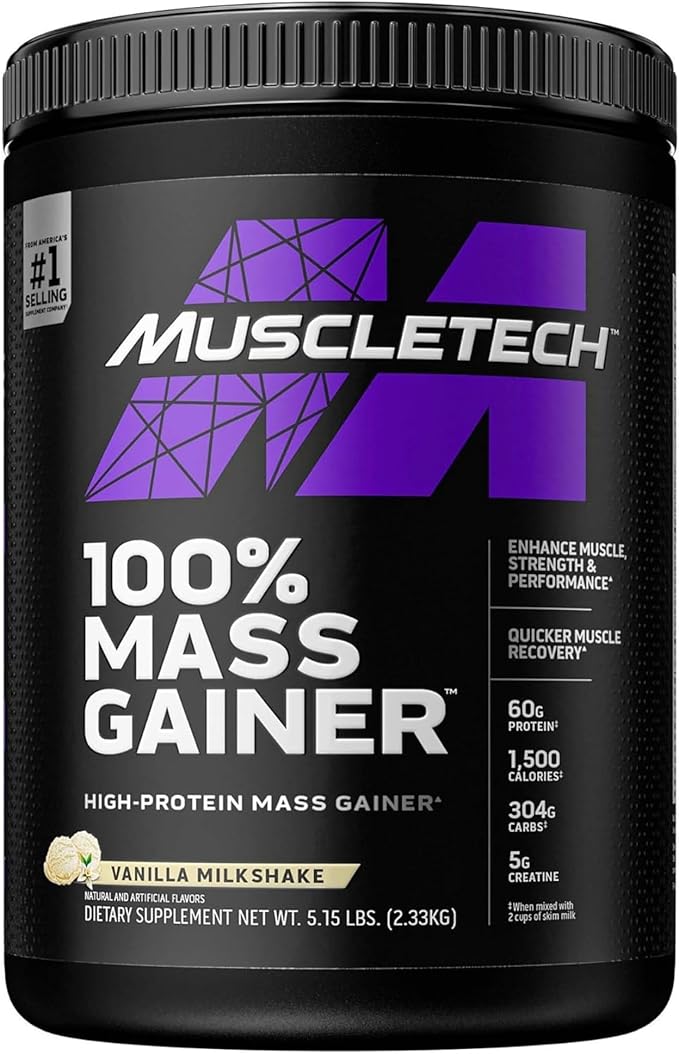 FROM AMERICA'S
#1
SELLING
SUPPLEMENT COMPANY†
MUSCLETECH™
100%
MASS
GAINER™
HIGH-PROTEIN MASS GAINER▲
VANILLA MILKSHAKE
NATURAL AND ARTIFICIAL FLAVORS
DIETARY SUPPLEMENT NET WT. 5.15 LBS. (2.33KG)
ENHANCE MUSCLE,
STRENGTH &
PERFORMANCE▲
QUICKER MUSCLE
RECOVERY▲
60G
PROTEIN‡
1,500
CALORIES‡
304G
CARBS‡
5G
CREATINE
‡When mixed with
2 cups of skim milk